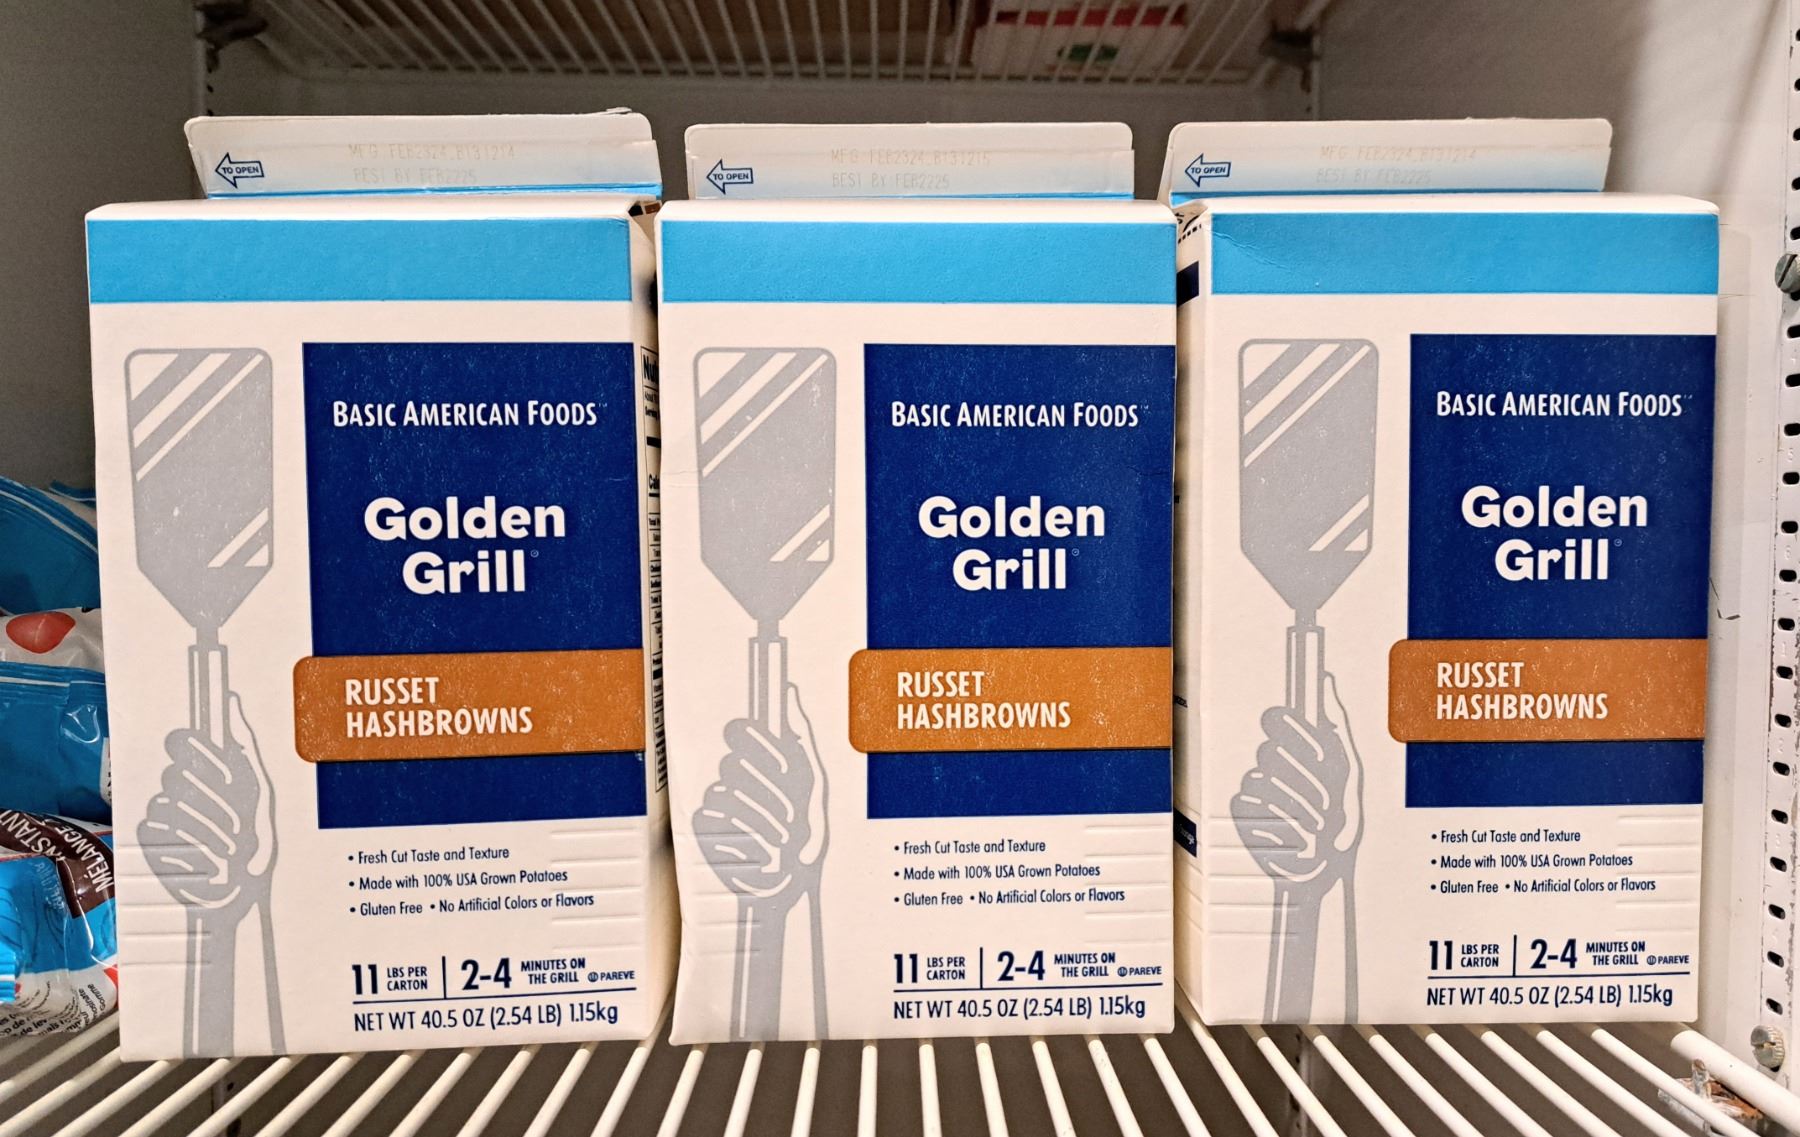 TO OPEN
MFG FEB2324 B131214
BEST BY FEB2225
BASIC AMERICAN FOODS™
Golden
Grill®
RUSSET
HASHBROWNS
• Fresh Cut Taste and Texture
• Made with 100% USA Grown Potatoes
• Gluten Free • No Artificial Colors or Flavors
11 LBS PER
CARTON
2-4 MINUTES ON
THE GRILL Ⓤ PAREVE
NET WT 40.5 OZ (2.54 LB) 1.15kg
TO OPEN
MFG FEB2324 B131215
BEST BY FEB2225
BASIC AMERICAN FOODS™
Golden
Grill®
RUSSET
HASHBROWNS
• Fresh Cut Taste and Texture
• Made with 100% USA Grown Potatoes
• Gluten Free • No Artificial Colors or Flavors
11 LBS PER
CARTON
2-4 MINUTES ON
THE GRILL Ⓤ PAREVE
NET WT 40.5 OZ (2.54 LB) 1.15kg
TO OPEN
MFG FEB2324 B131214
BEST BY FEB2225
BASIC AMERICAN FOODS™
Golden
Grill®
RUSSET
HASHBROWNS
• Fresh Cut Taste and Texture
• Made with 100% USA Grown Potatoes
• Gluten Free • No Artificial Colors or Flavors
11 LBS PER
CARTON
2-4 MINUTES ON
THE GRILL Ⓤ PAREVE
NET WT 40.5 OZ (2.54 LB) 1.15kg
MÉLANGE